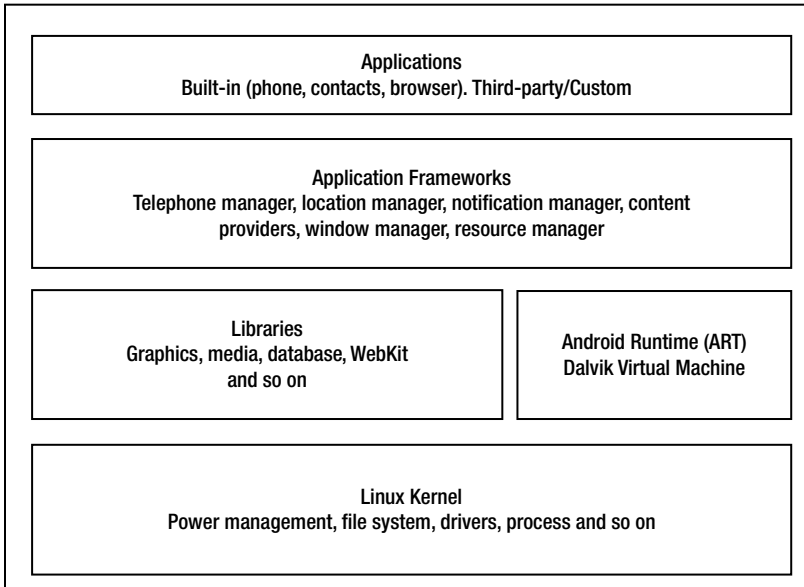 Applications
Built-in (phone, contacts, browser). Third-party/Custom
Application Frameworks
Telephone manager, location manager, notification manager, content
providers, window manager, resource manager
Libraries
Graphics, media, database, WebKit
and so on
Android Runtime (ART)
Dalvik Virtual Machine
Linux Kernel
Power management, file system, drivers, process and so on